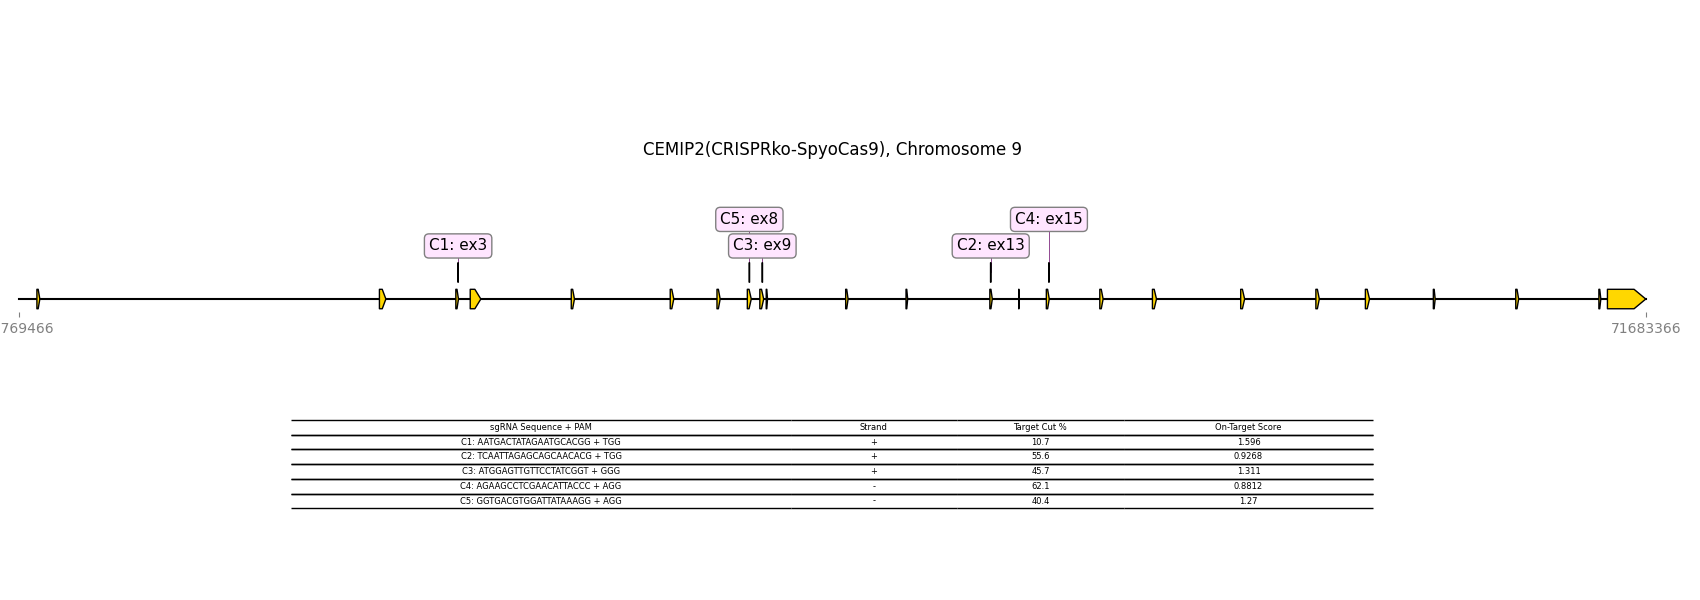 CEMIP2(CRISPRko-SpyoCas9), Chromosome 9
C5: ex8 C4: ex15
C1: ex3 C3: ex9 C2: ex13
769466 71683366
sgRNA Sequence + PAM Strand Target Cut % On-Target Score
C1: AATGACTATAGAATGCACGG + TGG + 10.7 1.596
C2: TCAATTAGAGCAGCAACACG + TGG + 55.6 0.9268
C3: ATGGAGTTGTTCCTATCGGT + GGG + 45.7 1.311
C4: AGAAGCCTCGAACATTACCC + AGG - 62.1 0.8812
C5: GGTGACGTGGATTATAAAGG + AGG - 40.4 1.27